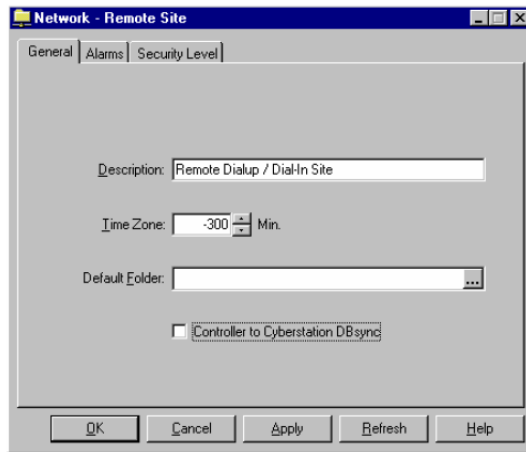 Network - Remote Site
General Alarms Security Level
Description: Remote Dialup / Dial-In Site
Time Zone: -300 Min.
Default Folder: ...
Controller to Cyberstation DBsync
OK Cancel Apply Refresh Help